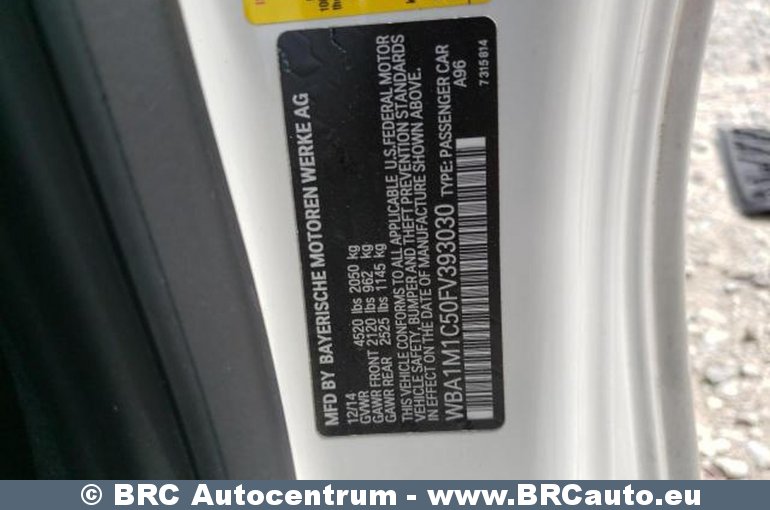 MFD BY BAYERISCHE MOTOREN WERKE AG
12/14
GVWR 4520 lbs 2050 kg
GAWR FRONT 2120 lbs 962 kg
GAWR REAR 2525 lbs 1145 kg
THIS VEHICLE CONFORMS TO ALL APPLICABLE U.S. FEDERAL MOTOR
VEHICLE SAFETY, BUMPER AND THEFT PREVENTION STANDARDS
IN EFFECT ON THE DATE OF MANUFACTURE SHOWN ABOVE.
WBA1M1C50FV393030 TYPE: PASSENGER CAR
A96
7315814
© BRC Autocentrum - www.BRCauto.eu